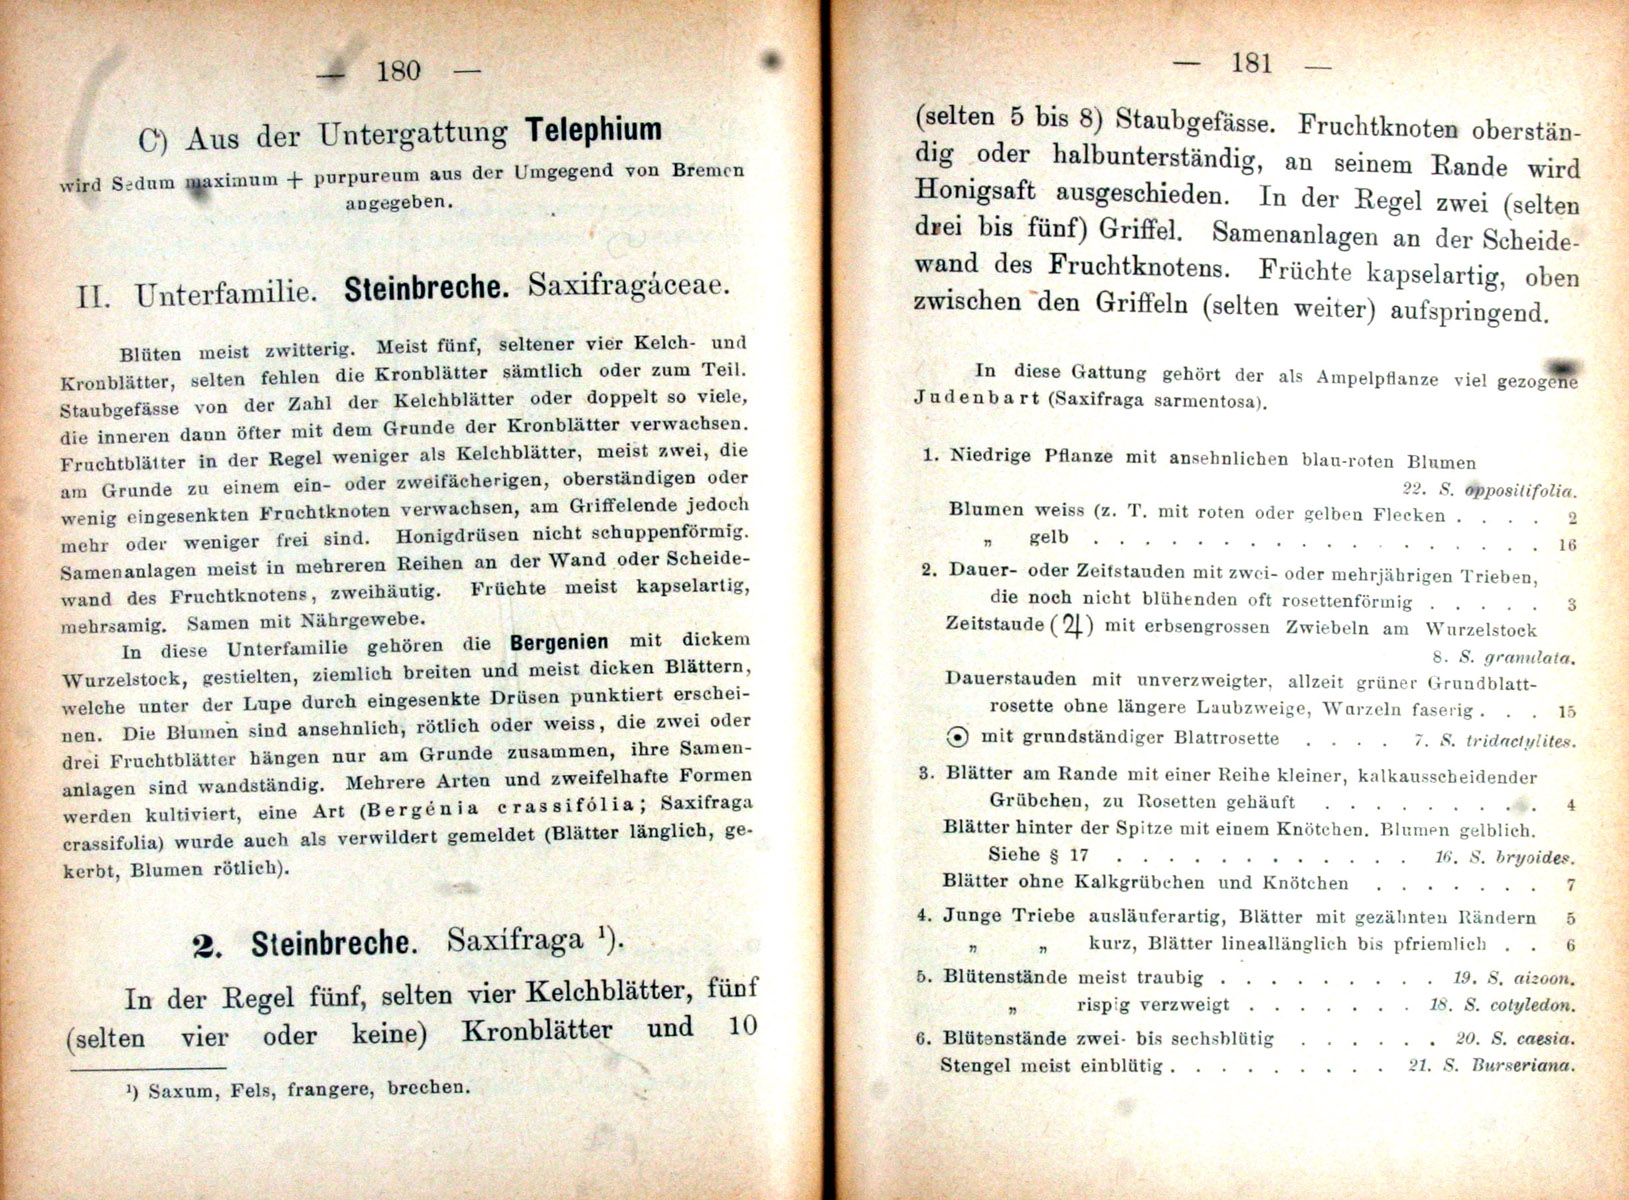 — 180 —
C) Aus der Untergattung Telephium
wird Sedum maximum + purpureum aus der Umgegend von Bremen
angegeben.
II. Unterfamilie. Steinbreche. Saxifragáceae.
Blüten meist zwitterig. Meist fünf, seltener vier Kelch- und
Kronblätter, selten fehlen die Kronblätter sämtlich oder zum Teil.
Staubgefässe von der Zahl der Kelchblätter oder doppelt so viele,
die inneren dann öfter mit dem Grunde der Kronblätter verwachsen.
Fruchtblätter in der Regel weniger als Kelchblätter, meist zwei, die
am Grunde zu einem ein- oder zweifächerigen, oberständigen oder
wenig eingesenkten Fruchtknoten verwachsen, am Griffelende jedoch
mehr oder weniger frei sind. Honigdrüsen nicht schuppenförmig.
Samenanlagen meist in mehreren Reihen an der Wand oder Scheide-
wand des Fruchtknotens, zweihäutig. Früchte meist kapselartig,
mehrsamig. Samen mit Nährgewebe.
In diese Unterfamilie gehören die Bergenien mit dickem
Wurzelstock, gestielten, ziemlich breiten und meist dicken Blättern,
welche unter der Lupe durch eingesenkte Drüsen punktiert erschei-
nen. Die Blumen sind ansehnlich, rötlich oder weiss, die zwei oder
drei Fruchtblätter hängen nur am Grunde zusammen, ihre Samen-
anlagen sind wandständig. Mehrere Arten und zweifelhafte Formen
werden kultiviert, eine Art (Bergénia crassifólia; Saxifraga
crassifolia) wurde auch als verwildert gemeldet (Blätter länglich, ge-
kerbt, Blumen rötlich).
2. Steinbreche. Saxífraga ¹).
In der Regel fünf, selten vier Kelchblätter, fünf
(selten vier oder keine) Kronblätter und 10
¹) Saxum, Fels, frangere, brechen.
— 181 —
(selten 5 bis 8) Staubgefässe. Fruchtknoten oberstän-
dig oder halbunterständig, an seinem Rande wird
Honigsaft ausgeschieden. In der Regel zwei (selten
drei bis fünf) Griffel. Samenanlagen an der Scheide-
wand des Fruchtknotens. Früchte kapselartig, oben
zwischen den Griffeln (selten weiter) aufspringend.
In diese Gattung gehört der als Ampelpflanze viel gezogene
Judenbart (Saxifraga sarmentosa).
1. Niedrige Pflanze mit ansehnlichen blau-roten Blumen
22. S. oppositifolia.
Blumen weiss (z. T. mit roten oder gelben Flecken . . . . 2
„ gelb . . . . . . . . . . . . . . . . . . . 16
2. Dauer- oder Zeitstauden mit zwei- oder mehrjährigen Trieben,
die noch nicht blühenden oft rosettenförmig . . . . . 3
Zeitstaude (♃) mit erbsengrossen Zwiebeln am Wurzelstock
8. S. granulata.
Dauerstauden mit unverzweigter, allzeit grüner Grundblatt-
rosette ohne längere Laubzweige, Wurzeln faserig . . . 15
☉ mit grundständiger Blattrosette . . . . 7. S. tridactylites.
3. Blätter am Rande mit einer Reihe kleiner, kalkausscheidender
Grübchen, zu Rosetten gehäuft . . . . . . . . . 4
Blätter hinter der Spitze mit einem Knötchen. Blumen gelblich.
Siehe § 17 . . . . . . . . . . . . 16. S. bryoides.
Blätter ohne Kalkgrübchen und Knötchen . . . . . . . 7
4. Junge Triebe ausläuferartig, Blätter mit gezähnten Rändern 5
„ „ kurz, Blätter lineallänglich bis pfriemlich . . 6
5. Blütenstände meist traubig . . . . . . . . . 19. S. aizoon.
„ rispig verzweigt . . . . . . . 18. S. cotyledon.
6. Blütenstände zwei- bis sechsblütig . . . . . . 20. S. caesia.
Stengel meist einblütig . . . . . . . . . 21. S. Burseriana.